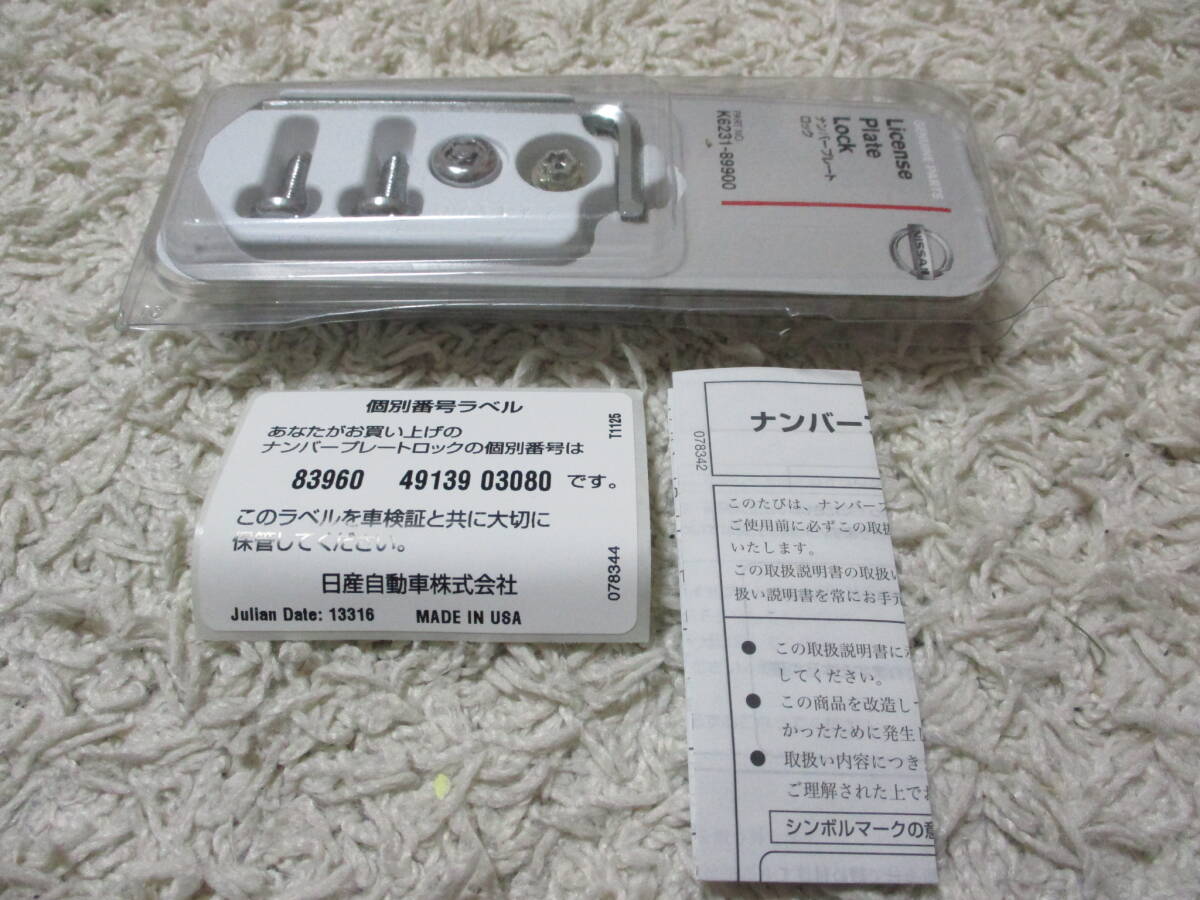 GENUINE PARTS
License
Plate
Lock
ナンバープレート
ロック
PART NO.
K6231-89900
NISSAN
個別番号ラベル
あなたがお買い上げの
ナンバープレートロックの個別番号は
83960 49139 03080 です。
このラベルを車検証と共に大切に
保管してください。
日産自動車株式会社
Julian Date: 13316 MADE IN USA
T1125
078344
078342
ナンバー
このたびは、ナンバー
ご使用前に必ずこの取扱
いたします。
この取扱説明書の取扱い
扱い説明書を常にお手元
● この取扱説明書に
してください。
● この商品を改造し
かったために発生し
● 取扱い内容につき
ご理解された上でお
シンボルマークの意